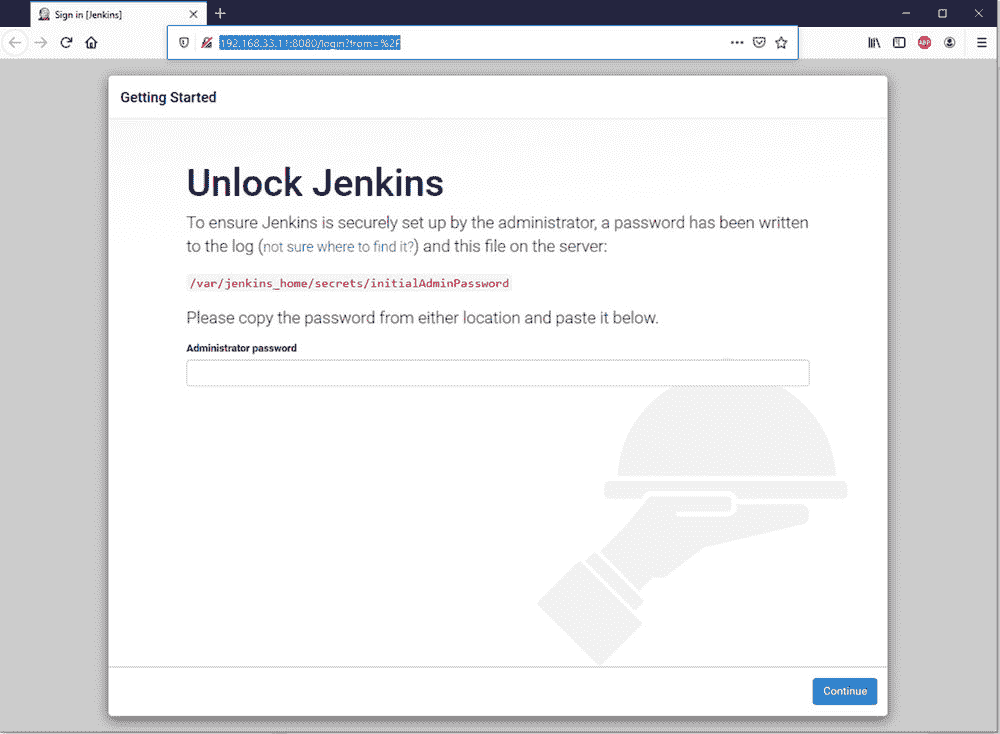 Sign in [Jenkins]
192.168.33.11:8080/login?from=%2F
ABP
Getting Started
Unlock Jenkins
To ensure Jenkins is securely set up by the administrator, a password has been written
to the log (not sure where to find it?) and this file on the server:
/var/jenkins_home/secrets/initialAdminPassword
Please copy the password from either location and paste it below.
Administrator password
Continue